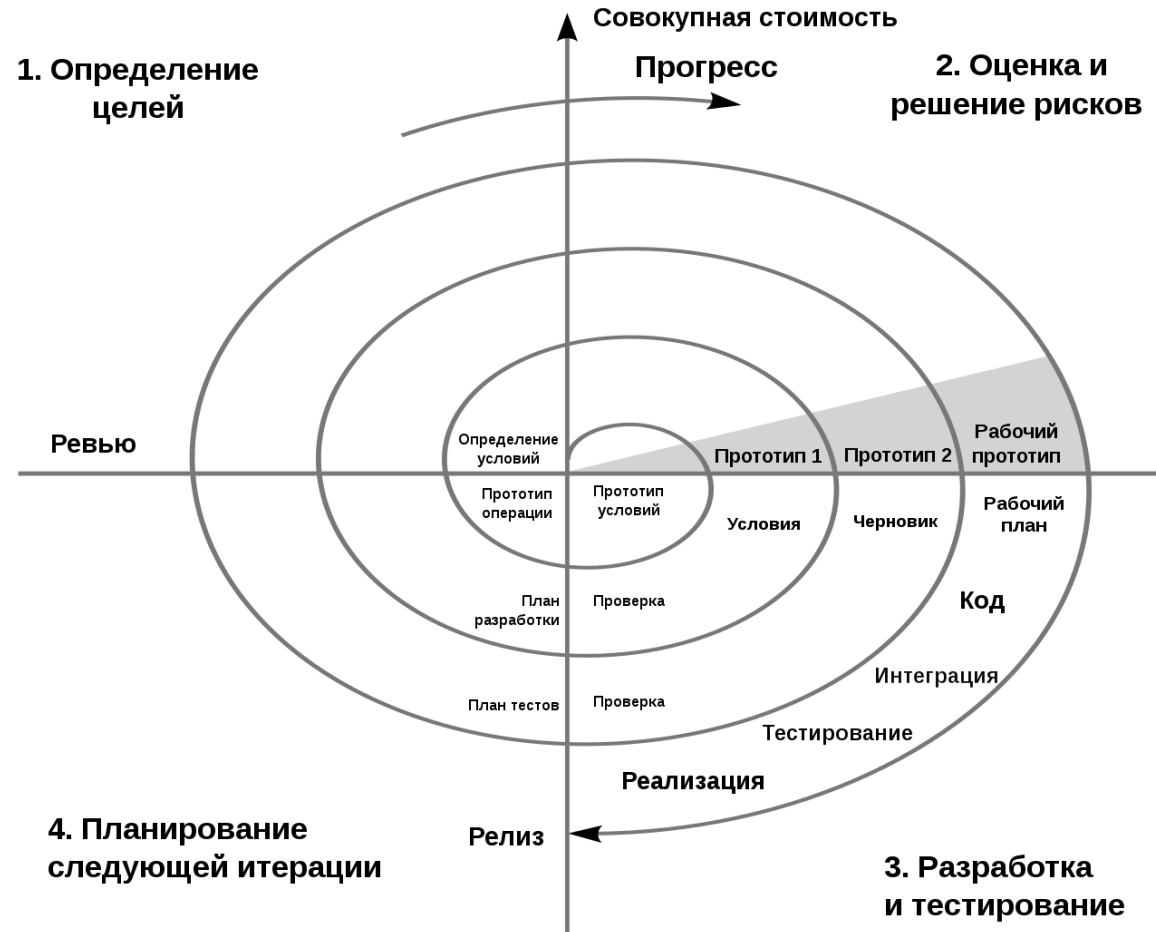 Совокупная стоимость
Прогресс
1. Определение
целей
2. Оценка и
решение рисков
Ревью
Определение
условий
Прототип 1
Прототип 2
Рабочий
прототип
Прототип
операции
Прототип
условий
Условия
Черновик
Рабочий
план
План
разработки
Проверка
Код
Интеграция
План тестов
Проверка
Тестирование
Реализация
Релиз
4. Планирование
следующей итерации
3. Разработка
и тестирование